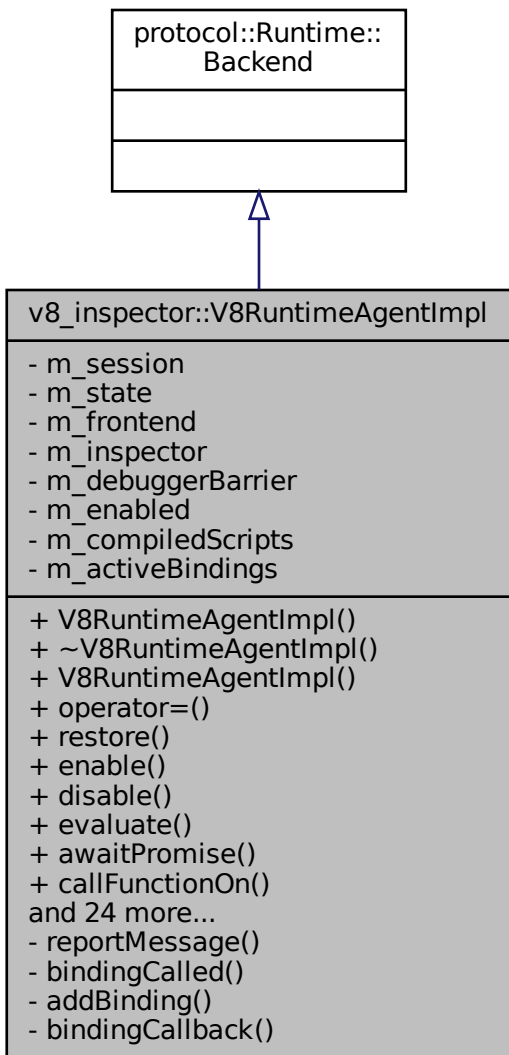 protocol::Runtime::
Backend
v8_inspector::V8RuntimeAgentImpl
- m_session
- m_state
- m_frontend
- m_inspector
- m_debuggerBarrier
- m_enabled
- m_compiledScripts
- m_activeBindings
+ V8RuntimeAgentImpl()
+ ~V8RuntimeAgentImpl()
+ V8RuntimeAgentImpl()
+ operator=()
+ restore()
+ enable()
+ disable()
+ evaluate()
+ awaitPromise()
+ callFunctionOn()
and 24 more...
- reportMessage()
- bindingCalled()
- addBinding()
- bindingCallback()